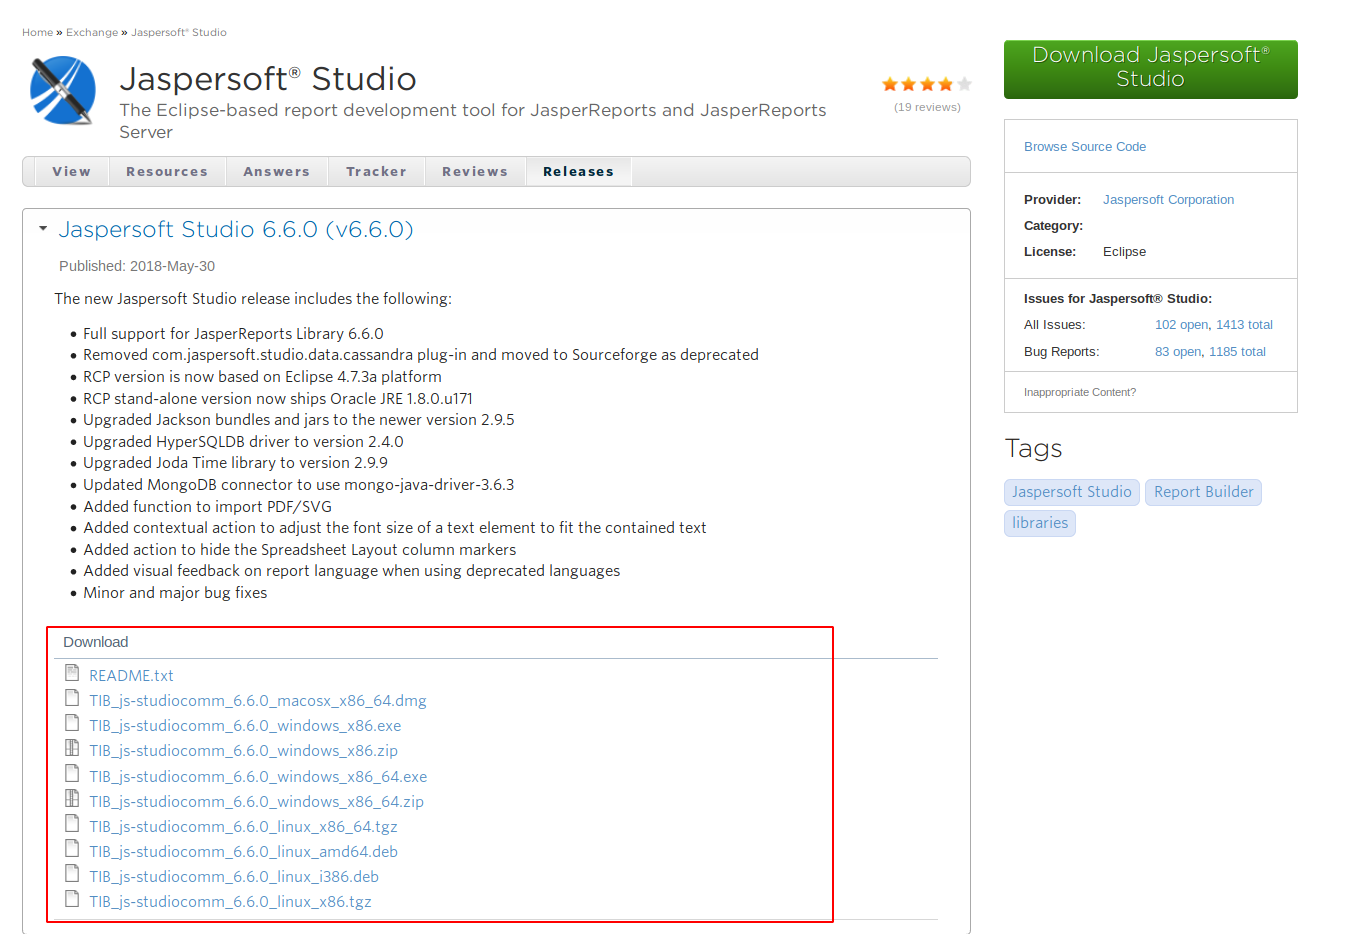 Home » Exchange » Jaspersoft® Studio
Jaspersoft® Studio
The Eclipse-based report development tool for JasperReports and JasperReports
Server
(19 reviews)
View Resources Answers Tracker Reviews Releases
Jaspersoft Studio 6.6.0 (v6.6.0)
Published: 2018-May-30
The new Jaspersoft Studio release includes the following:
• Full support for JasperReports Library 6.6.0
• Removed com.jaspersoft.studio.data.cassandra plug-in and moved to Sourceforge as deprecated
• RCP version is now based on Eclipse 4.7.3a platform
• RCP stand-alone version now ships Oracle JRE 1.8.0.u171
• Upgraded Jackson bundles and jars to the newer version 2.9.5
• Upgraded HyperSQLDB driver to version 2.4.0
• Upgraded Joda Time library to version 2.9.9
• Updated MongoDB connector to use mongo-java-driver-3.6.3
• Added function to import PDF/SVG
• Added contextual action to adjust the font size of a text element to fit the contained text
• Added action to hide the Spreadsheet Layout column markers
• Added visual feedback on report language when using deprecated languages
• Minor and major bug fixes
Download
README.txt
TIB_js-studiocomm_6.6.0_macosx_x86_64.dmg
TIB_js-studiocomm_6.6.0_windows_x86.exe
TIB_js-studiocomm_6.6.0_windows_x86.zip
TIB_js-studiocomm_6.6.0_windows_x86_64.exe
TIB_js-studiocomm_6.6.0_windows_x86_64.zip
TIB_js-studiocomm_6.6.0_linux_x86_64.tgz
TIB_js-studiocomm_6.6.0_linux_amd64.deb
TIB_js-studiocomm_6.6.0_linux_i386.deb
TIB_js-studiocomm_6.6.0_linux_x86.tgz
Download Jaspersoft®
Studio
Browse Source Code
Provider: Jaspersoft Corporation
Category:
License: Eclipse
Issues for Jaspersoft® Studio:
All Issues: 102 open, 1413 total
Bug Reports: 83 open, 1185 total
Inappropriate Content?
Tags
Jaspersoft Studio Report Builder
libraries